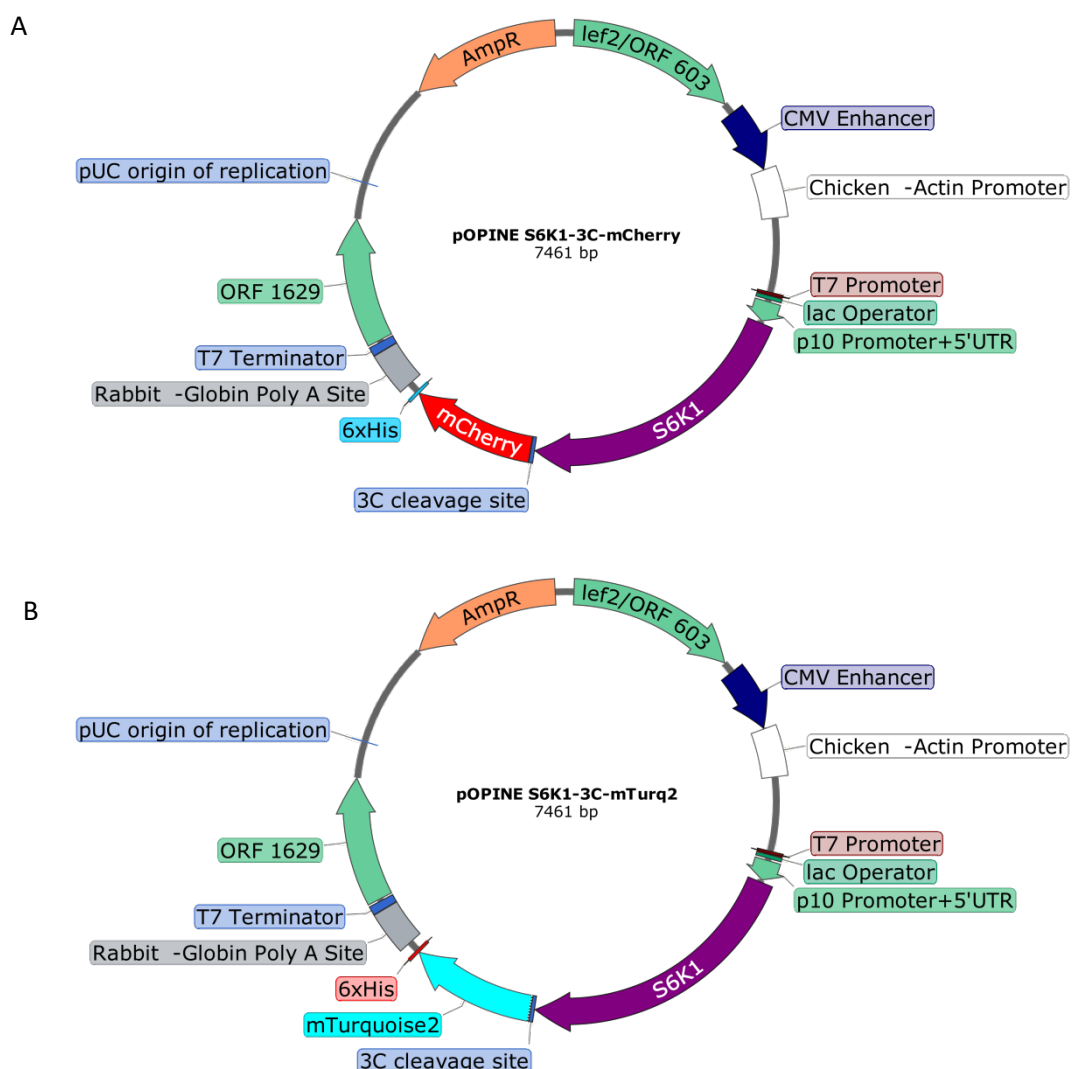 A
AmpR
lef2/ORF 603
CMV Enhancer
pUC origin of replication
Chicken -Actin Promoter
pOPINE S6K1-3C-mCherry
7461 bp
ORF 1629
T7 Promoter
lac Operator
p10 Promoter+5'UTR
T7 Terminator
Rabbit -Globin Poly A Site
6xHis
mCherry
S6K1
3C cleavage site
B
AmpR
lef2/ORF 603
CMV Enhancer
pUC origin of replication
Chicken -Actin Promoter
pOPINE S6K1-3C-mTurq2
7461 bp
ORF 1629
T7 Promoter
lac Operator
p10 Promoter+5'UTR
T7 Terminator
Rabbit -Globin Poly A Site
6xHis
S6K1
mTurquoise2
3C cleavage site